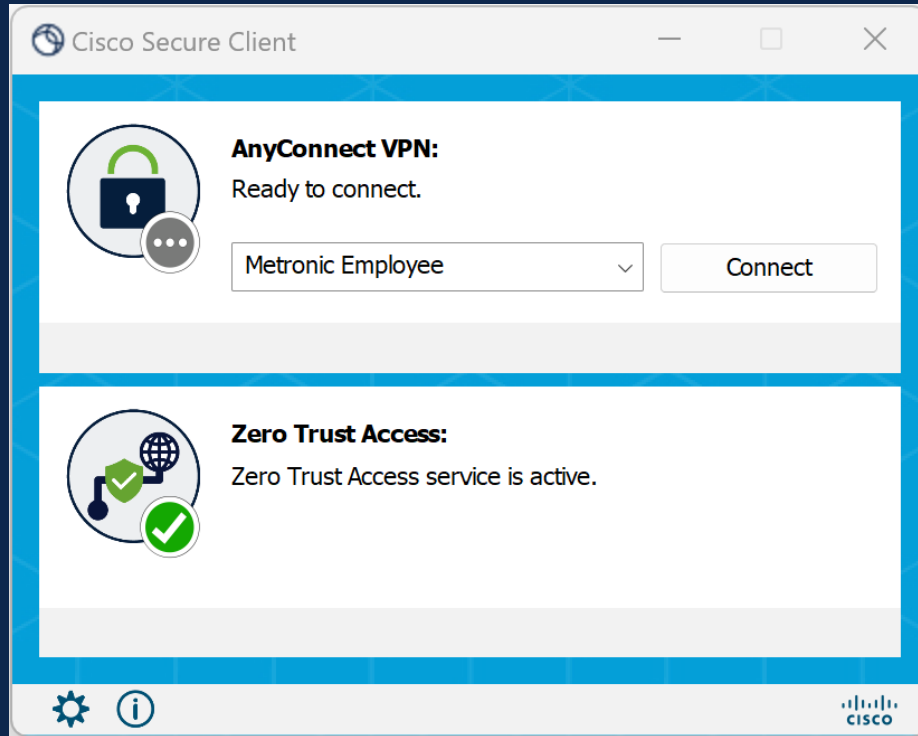 Cisco Secure Client
AnyConnect VPN:
Ready to connect.
Metronic Employee
Connect
Zero Trust Access:
Zero Trust Access service is active.
cisco